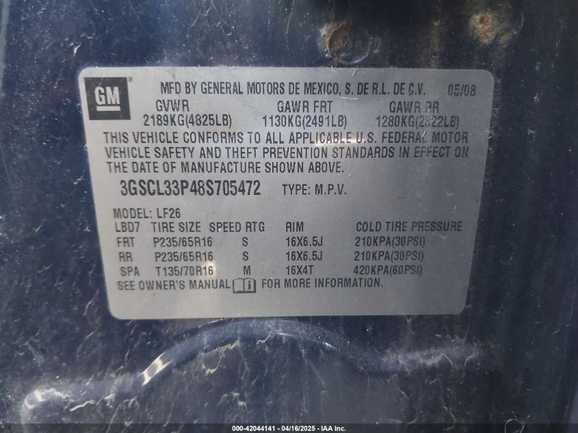 GM
MFD BY GENERAL MOTORS DE MEXICO, S. DE R.L. DE C.V. 05/08
GVWR GAWR FRT GAWR RR
2189KG(4825LB) 1130KG(2491LB) 1280KG(2822LB)
THIS VEHICLE CONFORMS TO ALL APPLICABLE U.S. FEDERAL MOTOR
VEHICLE SAFETY AND THEFT PREVENTION STANDARDS IN EFFECT ON
THE DATE OF MANUFACTURE SHOWN ABOVE.
3GSCL33P48S705472 TYPE: M.P.V.
MODEL: LF26
LBD7 TIRE SIZE SPEED RTG RIM COLD TIRE PRESSURE
FRT P235/65R16 S 16X6.5J 210KPA(30PSI)
RR P235/65R16 S 16X6.5J 210KPA(30PSI)
SPA T135/70R16 M 16X4T 420KPA(60PSI)
SEE OWNER'S MANUAL FOR MORE INFORMATION.
000-42044141 - 04/16/2025 - IAA Inc.